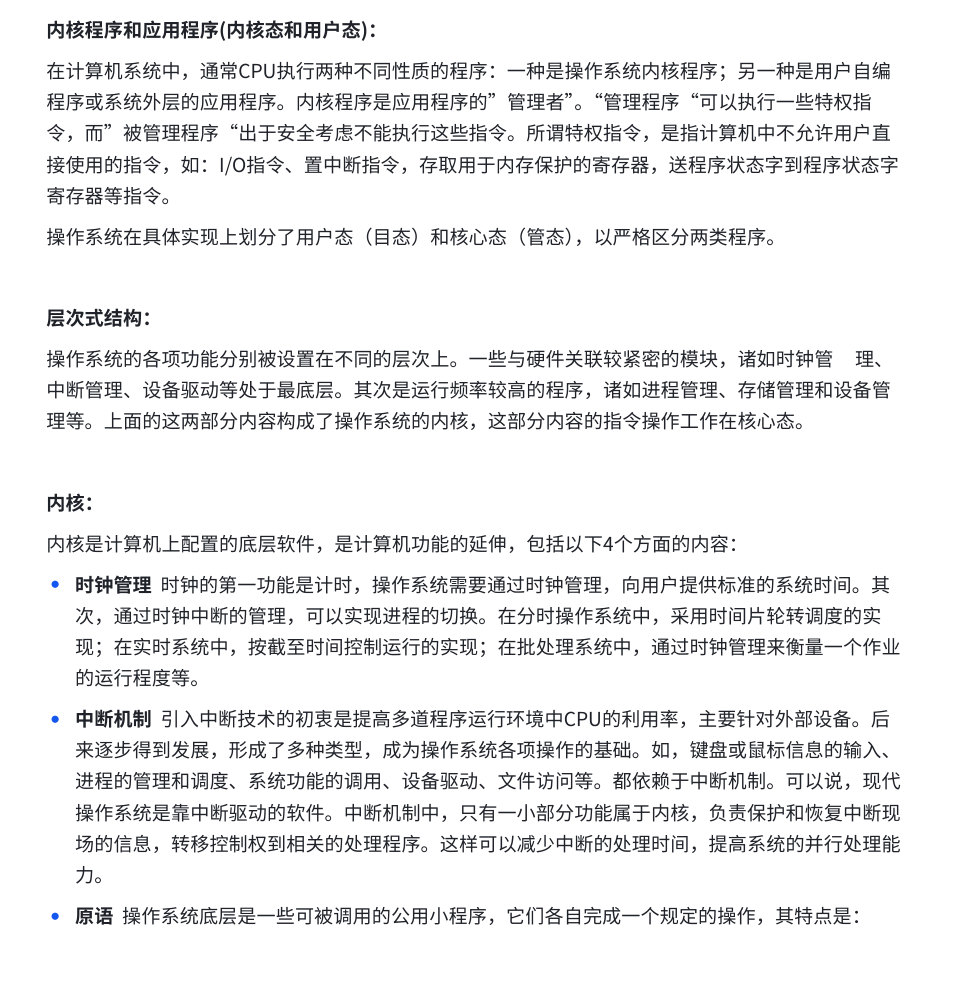 内核程序和应用程序(内核态和用户态)：
在计算机系统中，通常CPU执行两种不同性质的程序：一种是操作系统内核程序；另一种是用户自编
程序或系统外层的应用程序。内核程序是应用程序的”管理者”。“管理程序“可以执行一些特权指
令，而”被管理程序“出于安全考虑不能执行这些指令。所谓特权指令，是指计算机中不允许用户直
接使用的指令，如：I/O指令、置中断指令，存取用于内存保护的寄存器，送程序状态字到程序状态字
寄存器等指令。
操作系统在具体实现上划分了用户态（目态）和核心态（管态），以严格区分两类程序。
层次式结构：
操作系统的各项功能分别被设置在不同的层次上。一些与硬件关联较紧密的模块，诸如时钟管　理、
中断管理、设备驱动等处于最底层。其次是运行频率较高的程序，诸如进程管理、存储管理和设备管
理等。上面的这两部分内容构成了操作系统的内核，这部分内容的指令操作工作在核心态。
内核：
内核是计算机上配置的底层软件，是计算机功能的延伸，包括以下4个方面的内容：
• 时钟管理 时钟的第一功能是计时，操作系统需要通过时钟管理，向用户提供标准的系统时间。其
次，通过时钟中断的管理，可以实现进程的切换。在分时操作系统中，采用时间片轮转调度的实
现；在实时系统中，按截至时间控制运行的实现；在批处理系统中，通过时钟管理来衡量一个作业
的运行程度等。
• 中断机制 引入中断技术的初衷是提高多道程序运行环境中CPU的利用率，主要针对外部设备。后
来逐步得到发展，形成了多种类型，成为操作系统各项操作的基础。如，键盘或鼠标信息的输入、
进程的管理和调度、系统功能的调用、设备驱动、文件访问等。都依赖于中断机制。可以说，现代
操作系统是靠中断驱动的软件。中断机制中，只有一小部分功能属于内核，负责保护和恢复中断现
场的信息，转移控制权到相关的处理程序。这样可以减少中断的处理时间，提高系统的并行处理能
力。
• 原语 操作系统底层是一些可被调用的公用小程序，它们各自完成一个规定的操作，其特点是：